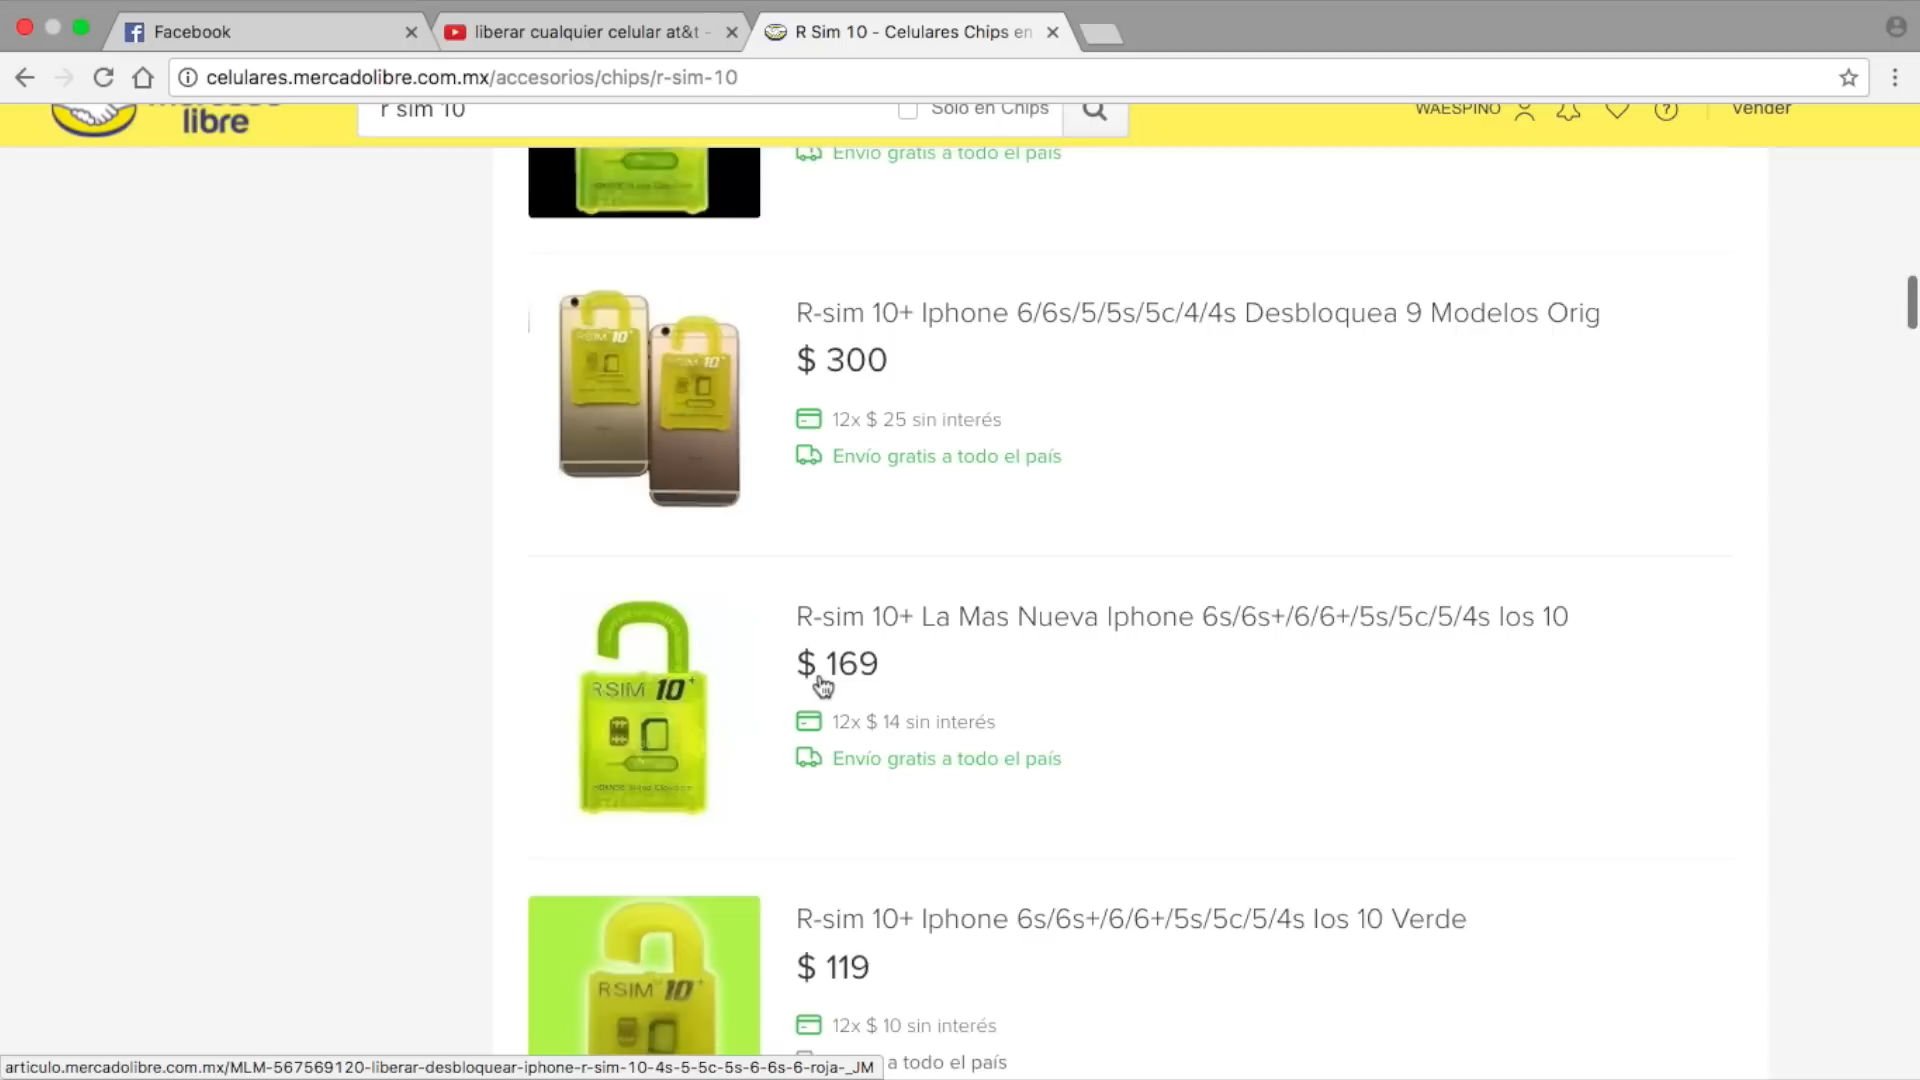 Facebook
liberar cualquier celular at&t -
R Sim 10 - Celulares Chips en
celulares.mercadolibre.com.mx/accesorios/chips/r-sim-10
libre
r sim 10
Solo en Chips
WAESPINO
Vender
Envío gratis a todo el país
R-sim 10+ Iphone 6/6s/5/5s/5c/4/4s Desbloquea 9 Modelos Orig
$ 300
12x $ 25 sin interés
Envío gratis a todo el país
RSIM 10+
R-sim 10+ La Mas Nueva Iphone 6s/6s+/6/6+/5s/5c/5/4s Ios 10
$ 169
12x $ 14 sin interés
Envío gratis a todo el país
RSIM 10+
R-sim 10+ Iphone 6s/6s+/6/6+/5s/5c/5/4s Ios 10 Verde
$ 119
12x $ 10 sin interés
a todo el país
RSIM 10+
articulo.mercadolibre.com.mx/MLM-567569120-liberar-desbloquear-iphone-r-sim-10-4s-5-5c-5s-6-6s-6-roja-_JM